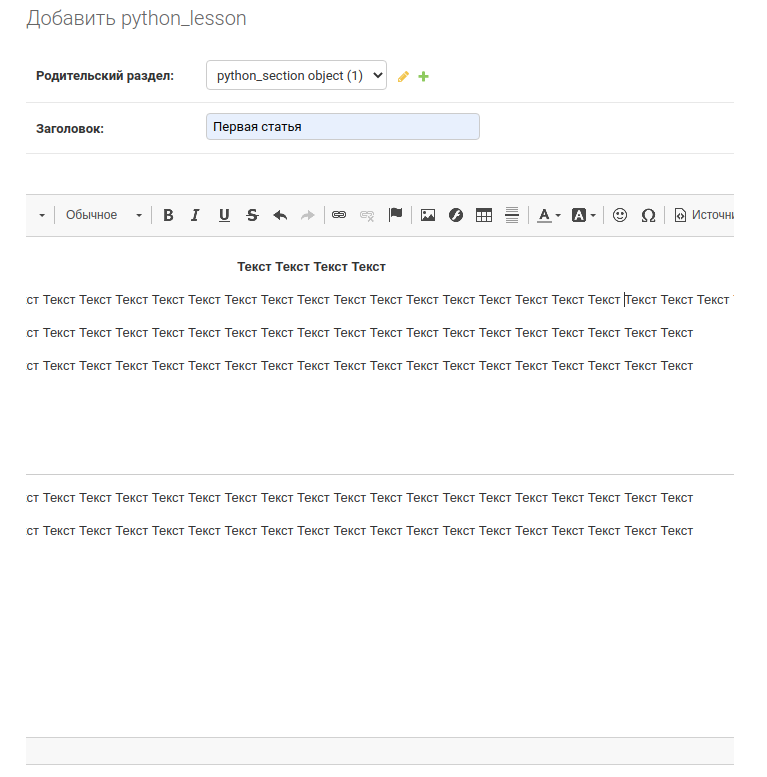 Добавить python_lesson
Родительский раздел: python_section object (1)
Заголовок: Первая статья
Обычное B I U S A A Ω Источни
Текст Текст Текст Текст
ст Текст Текст Текст Текст Текст Текст Текст Текст Текст Текст Текст Текст Текст Текст Текст Текст Текст Текст Текст
ст Текст Текст Текст Текст Текст Текст Текст Текст Текст Текст Текст Текст Текст Текст Текст Текст Текст Текст
ст Текст Текст Текст Текст Текст Текст Текст Текст Текст Текст Текст Текст Текст Текст Текст Текст Текст Текст
ст Текст Текст Текст Текст Текст Текст Текст Текст Текст Текст Текст Текст Текст Текст Текст Текст Текст Текст
ст Текст Текст Текст Текст Текст Текст Текст Текст Текст Текст Текст Текст Текст Текст Текст Текст Текст Текст